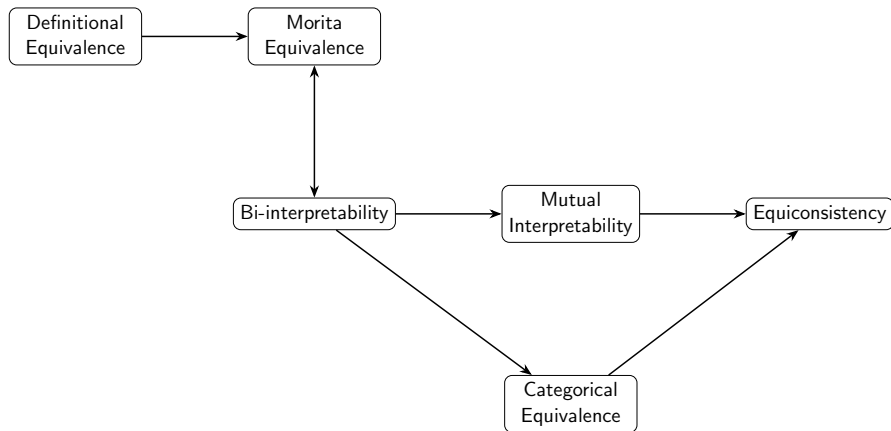 Definitional
Equivalence
Morita
Equivalence
Bi-interpretability
Mutual
Interpretability
Equiconsistency
Categorical
Equivalence